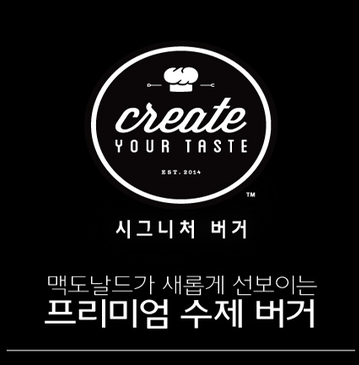 create
YOUR TASTE
EST. 2014
TM
시그니처 버거
맥도날드가 새롭게 선보이는
프리미엄 수제 버거